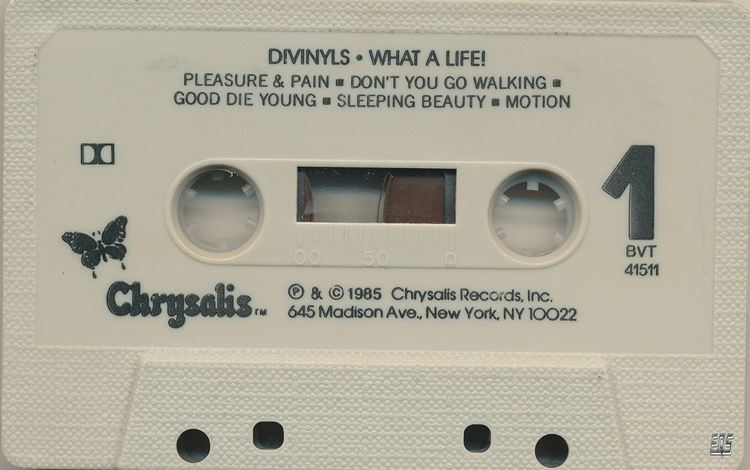 DIVINYLS • WHAT A LIFE!
PLEASURE & PAIN ▪ DON'T YOU GO WALKING ▪
GOOD DIE YOUNG ▪ SLEEPING BEAUTY ▪ MOTION
1
BVT
41511
100 50 0
Chrysalis TM
℗ & © 1985 Chrysalis Records, Inc.
645 Madison Ave., New York, NY 10022